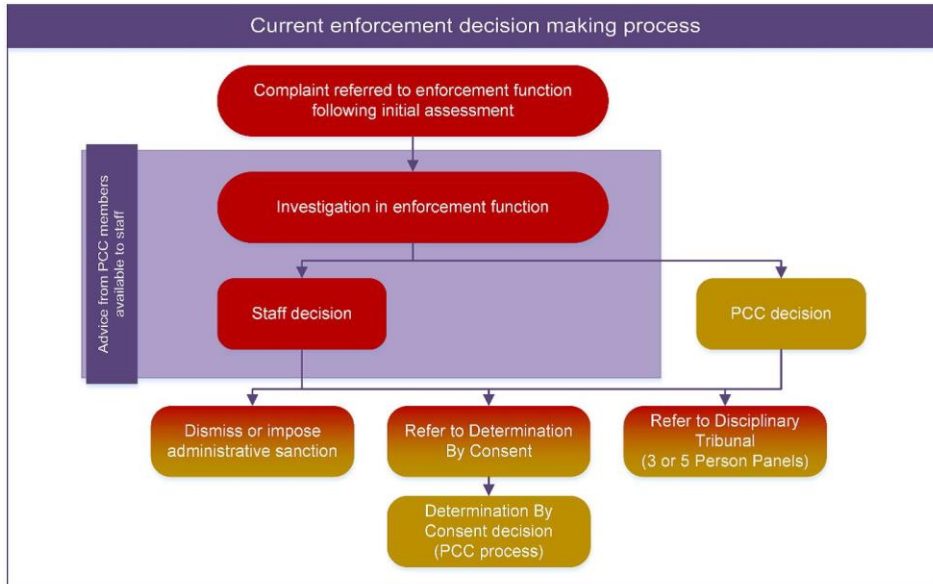 Current enforcement decision making process
Complaint referred to enforcement function
following initial assessment
Advice from PCC members
available to staff
Investigation in enforcement function
Staff decision
PCC decision
Dismiss or impose
administrative sanction
Refer to Determination
By Consent
Refer to Disciplinary
Tribunal
(3 or 5 Person Panels)
Determination By
Consent decision
(PCC process)